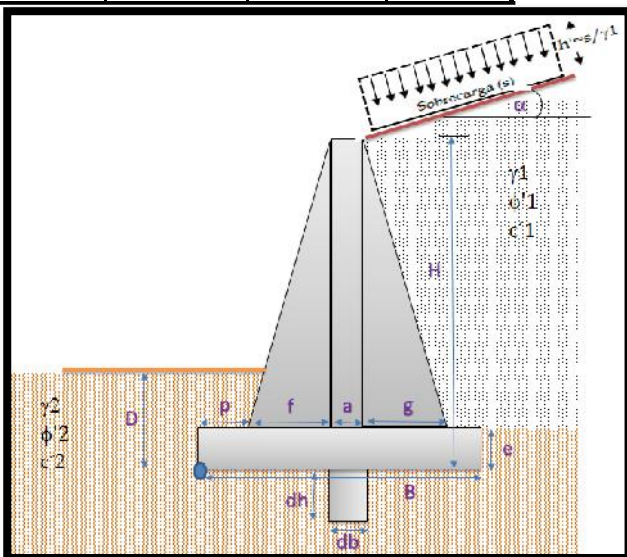 h'=s/γ1
Sobrecarga (s)
α
γ1
ϕ'1
c'1
H
γ2
ϕ'2
c'2
D
p
f
a
g
e
B
dh
db